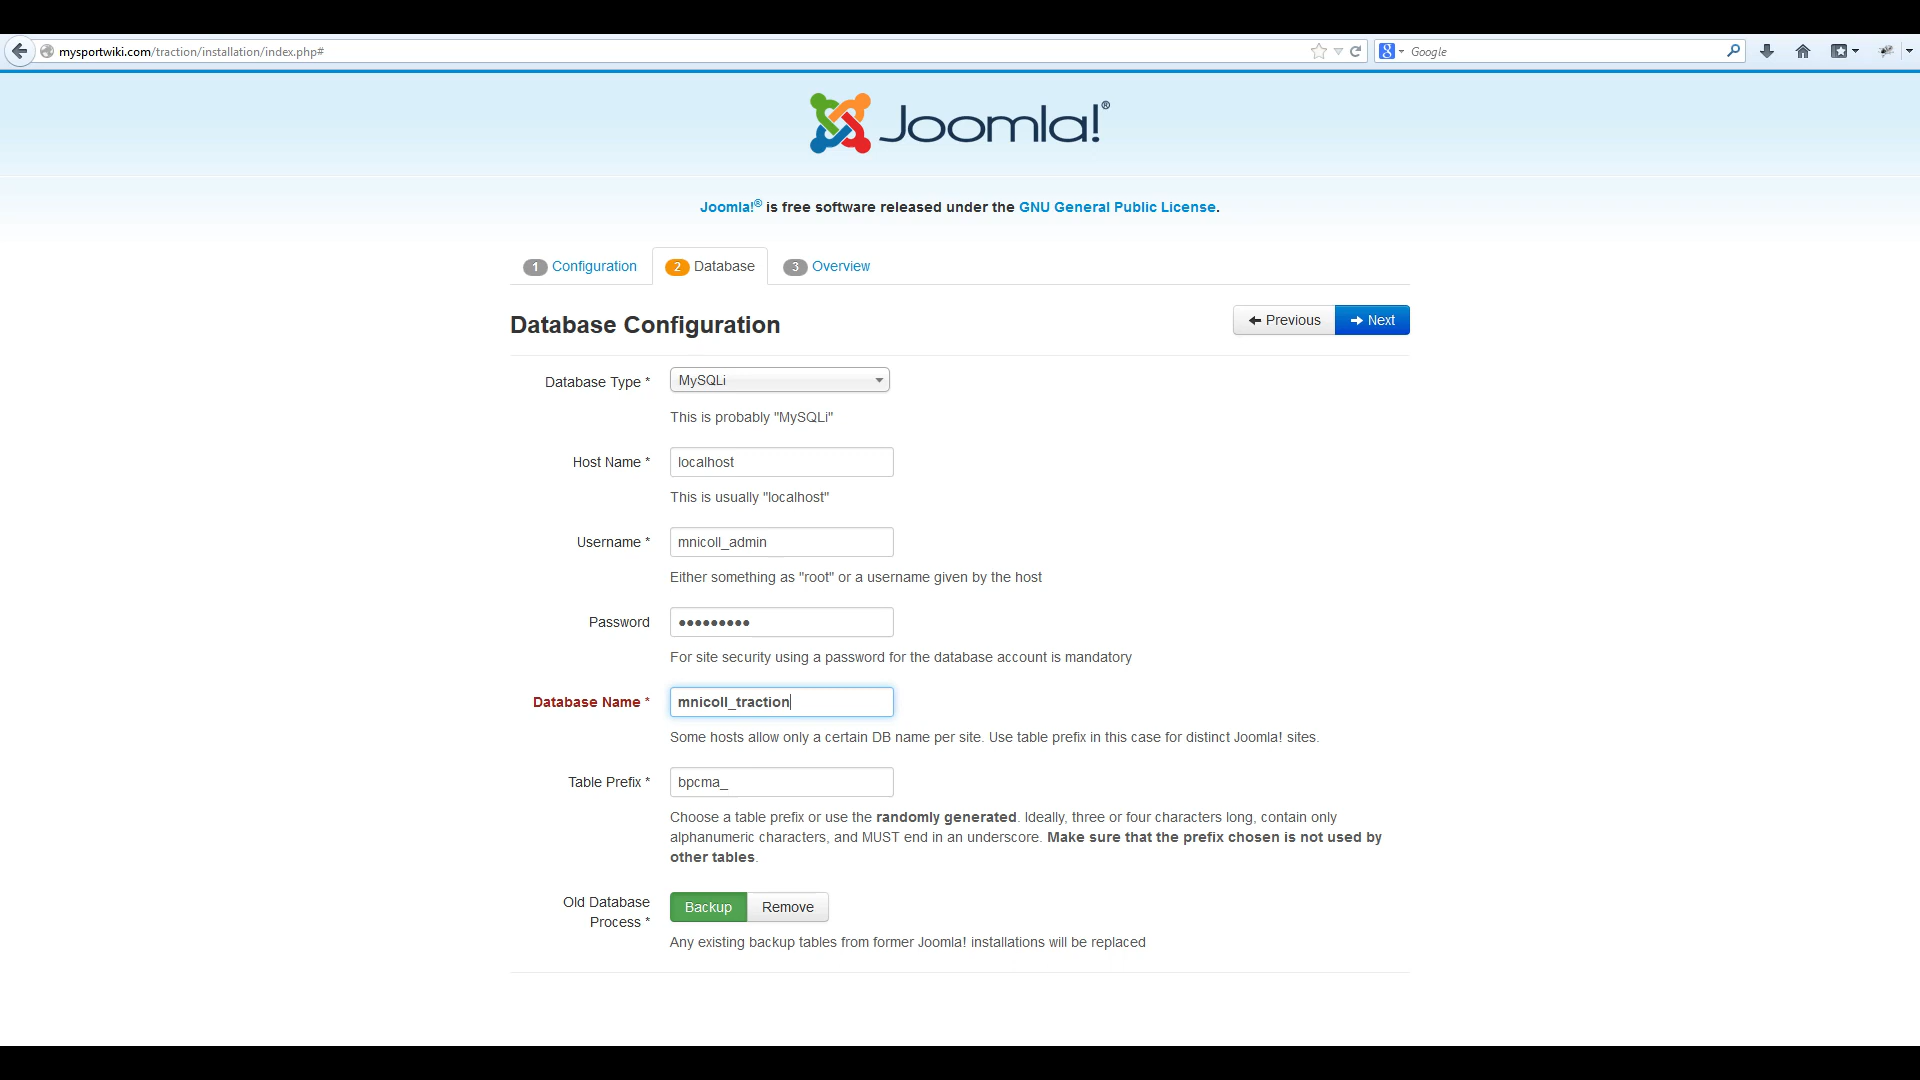 mysportwiki.com/traction/installation/index.php#
8
Google
Joomla!®
Joomla!® is free software released under the GNU General Public License.
1 Configuration
2 Database
3 Overview
Database Configuration
Previous
Next
Database Type *
MySQLi
This is probably "MySQLi"
Host Name *
localhost
This is usually "localhost"
Username *
mnicoll_admin
Either something as "root" or a username given by the host
Password
•••••••••
For site security using a password for the database account is mandatory
Database Name *
mnicoll_traction
Some hosts allow only a certain DB name per site. Use table prefix in this case for distinct Joomla! sites.
Table Prefix *
bpcma_
Choose a table prefix or use the randomly generated. Ideally, three or four characters long, contain only
alphanumeric characters, and MUST end in an underscore. Make sure that the prefix chosen is not used by
other tables.
Old Database
Process *
Backup
Remove
Any existing backup tables from former Joomla! installations will be replaced